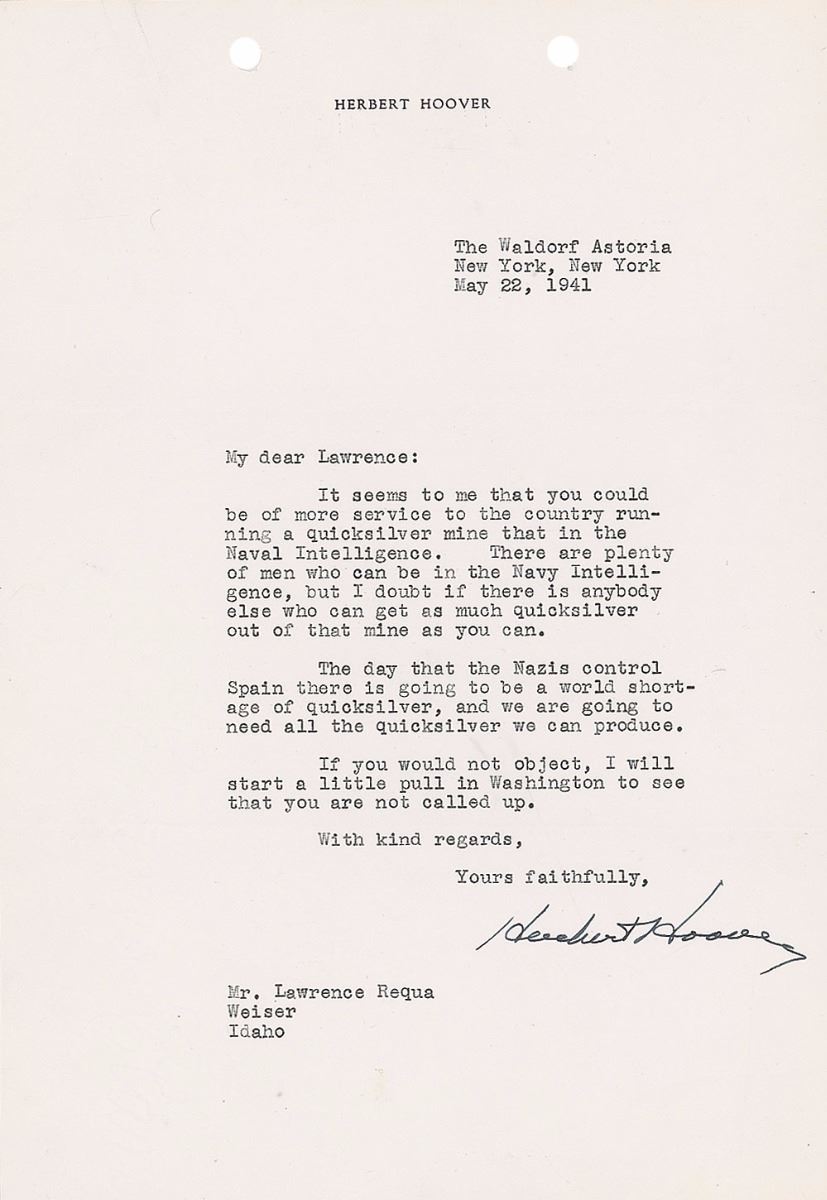 HERBERT HOOVER
The Waldorf Astoria
New York, New York
May 22, 1941
My dear Lawrence:
It seems to me that you could
be of more service to the country run-
ning a quicksilver mine that in the
Naval Intelligence. There are plenty
of men who can be in the Navy Intelli-
gence, but I doubt if there is anybody
else who can get as much quicksilver
out of that mine as you can.
The day that the Nazis control
Spain there is going to be a world short-
age of quicksilver, and we are going to
need all the quicksilver we can produce.
If you would not object, I will
start a little pull in Washington to see
that you are not called up.
With kind regards,
Yours faithfully,
Herbert Hoover
Mr. Lawrence Requa
Weiser
Idaho